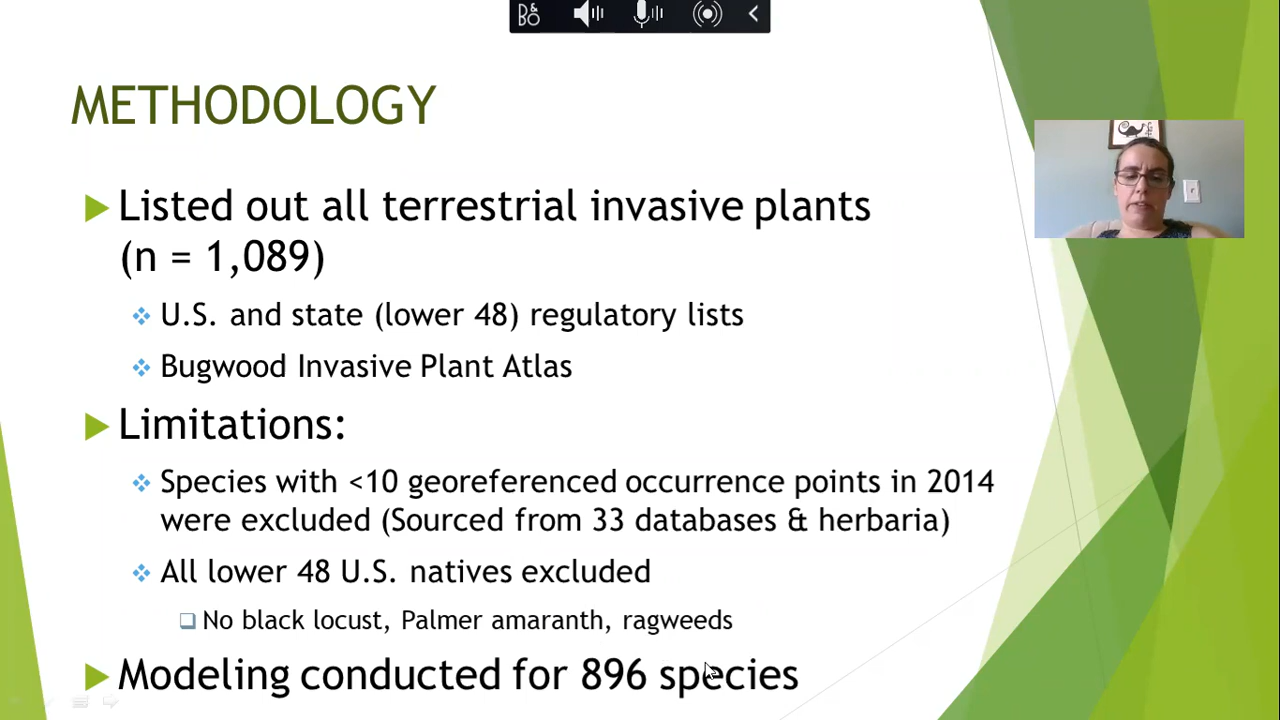 B&O
METHODOLOGY
Listed out all terrestrial invasive plants
(n = 1,089)
U.S. and state (lower 48) regulatory lists
Bugwood Invasive Plant Atlas
Limitations:
Species with <10 georeferenced occurrence points in 2014
were excluded (Sourced from 33 databases & herbaria)
All lower 48 U.S. natives excluded
No black locust, Palmer amaranth, ragweeds
Modeling conducted for 896 species